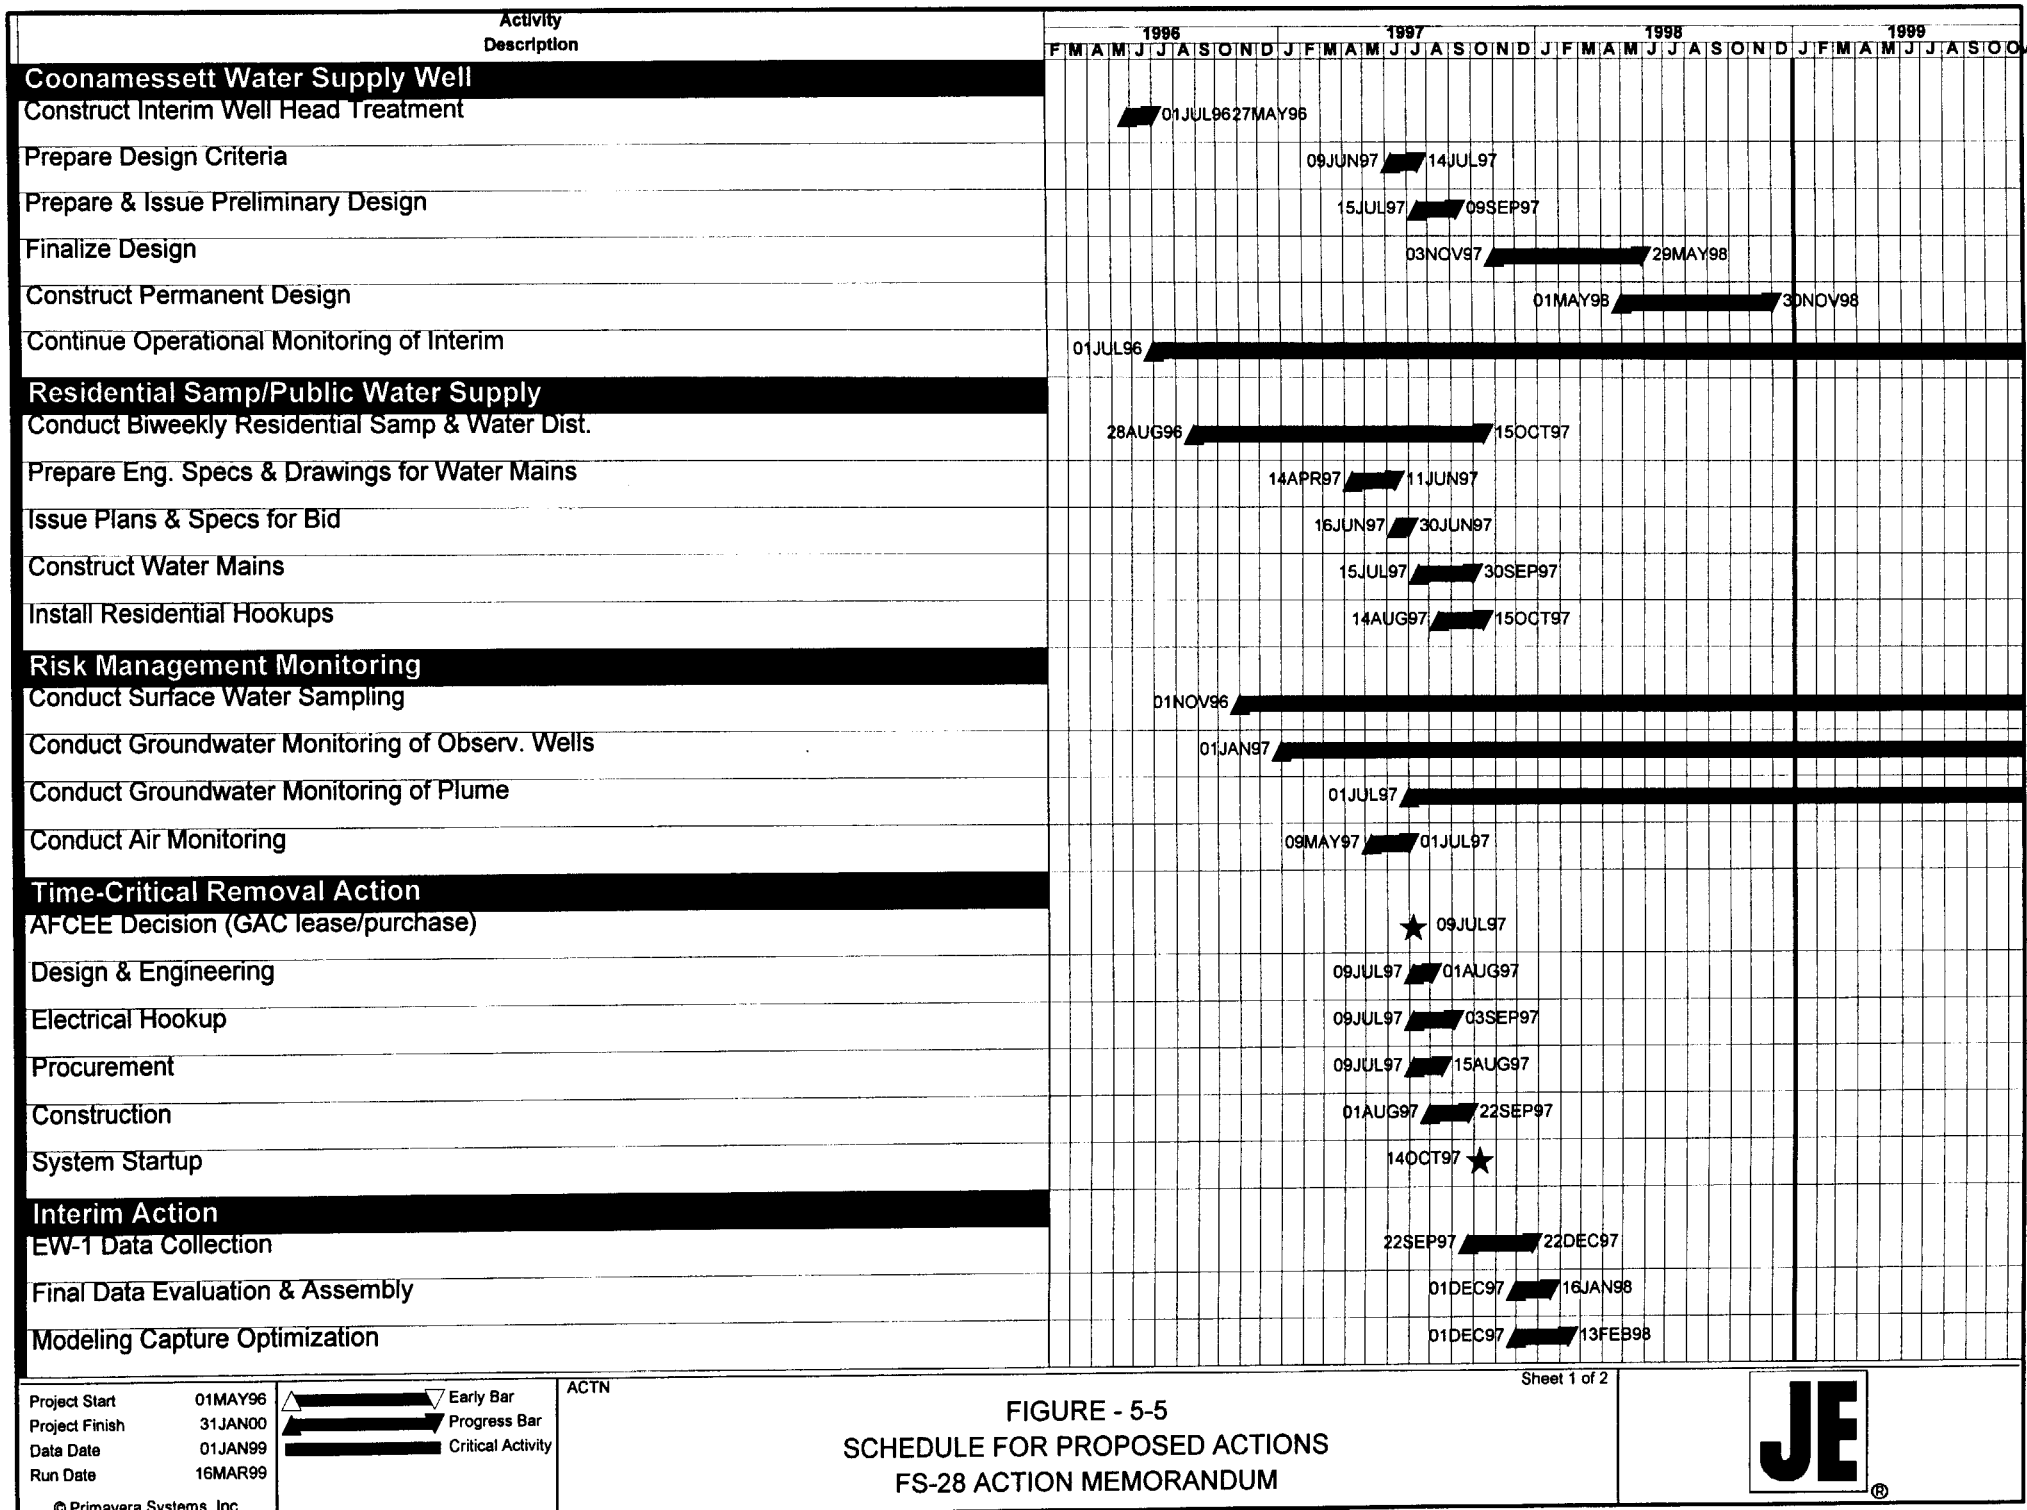 Activity
Description
1996 1997 1998 1999
F M A M J J A S O N D J F M A M J J A S O N D J F M A M J J A S O N D J F M A M J J A S O
Coonamessett Water Supply Well
Construct Interim Well Head Treatment 01JUL96 27MAY96
Prepare Design Criteria 09JUN97 14JUL97
Prepare & Issue Preliminary Design 15JUL97 09SEP97
Finalize Design 03NOV97 29MAY98
Construct Permanent Design 01MAY98 30NOV98
Continue Operational Monitoring of Interim 01JUL96
Residential Samp/Public Water Supply
Conduct Biweekly Residential Samp & Water Dist. 28AUG96 15OCT97
Prepare Eng. Specs & Drawings for Water Mains 14APR97 11JUN97
Issue Plans & Specs for Bid 16JUN97 30JUN97
Construct Water Mains 15JUL97 30SEP97
Install Residential Hookups 14AUG97 15OCT97
Risk Management Monitoring
Conduct Surface Water Sampling 01NOV96
Conduct Groundwater Monitoring of Observ. Wells 01JAN97
Conduct Groundwater Monitoring of Plume 01JUL97
Conduct Air Monitoring 09MAY97 01JUL97
Time-Critical Removal Action
AFCEE Decision (GAC lease/purchase) 09JUL97
Design & Engineering 09JUL97 01AUG97
Electrical Hookup 09JUL97 03SEP97
Procurement 09JUL97 15AUG97
Construction 01AUG97 22SEP97
System Startup 14OCT97
Interim Action
EW-1 Data Collection 22SEP97 22DEC97
Final Data Evaluation & Assembly 01DEC97 16JAN98
Modeling Capture Optimization 01DEC97 13FEB98
Project Start 01MAY96
Project Finish 31JAN00
Data Date 01JAN99
Run Date 16MAR99
© Primavera Systems, Inc.
Early Bar
Progress Bar
Critical Activity
ACTN
Sheet 1 of 2
FIGURE - 5-5
SCHEDULE FOR PROPOSED ACTIONS
FS-28 ACTION MEMORANDUM
JE ®